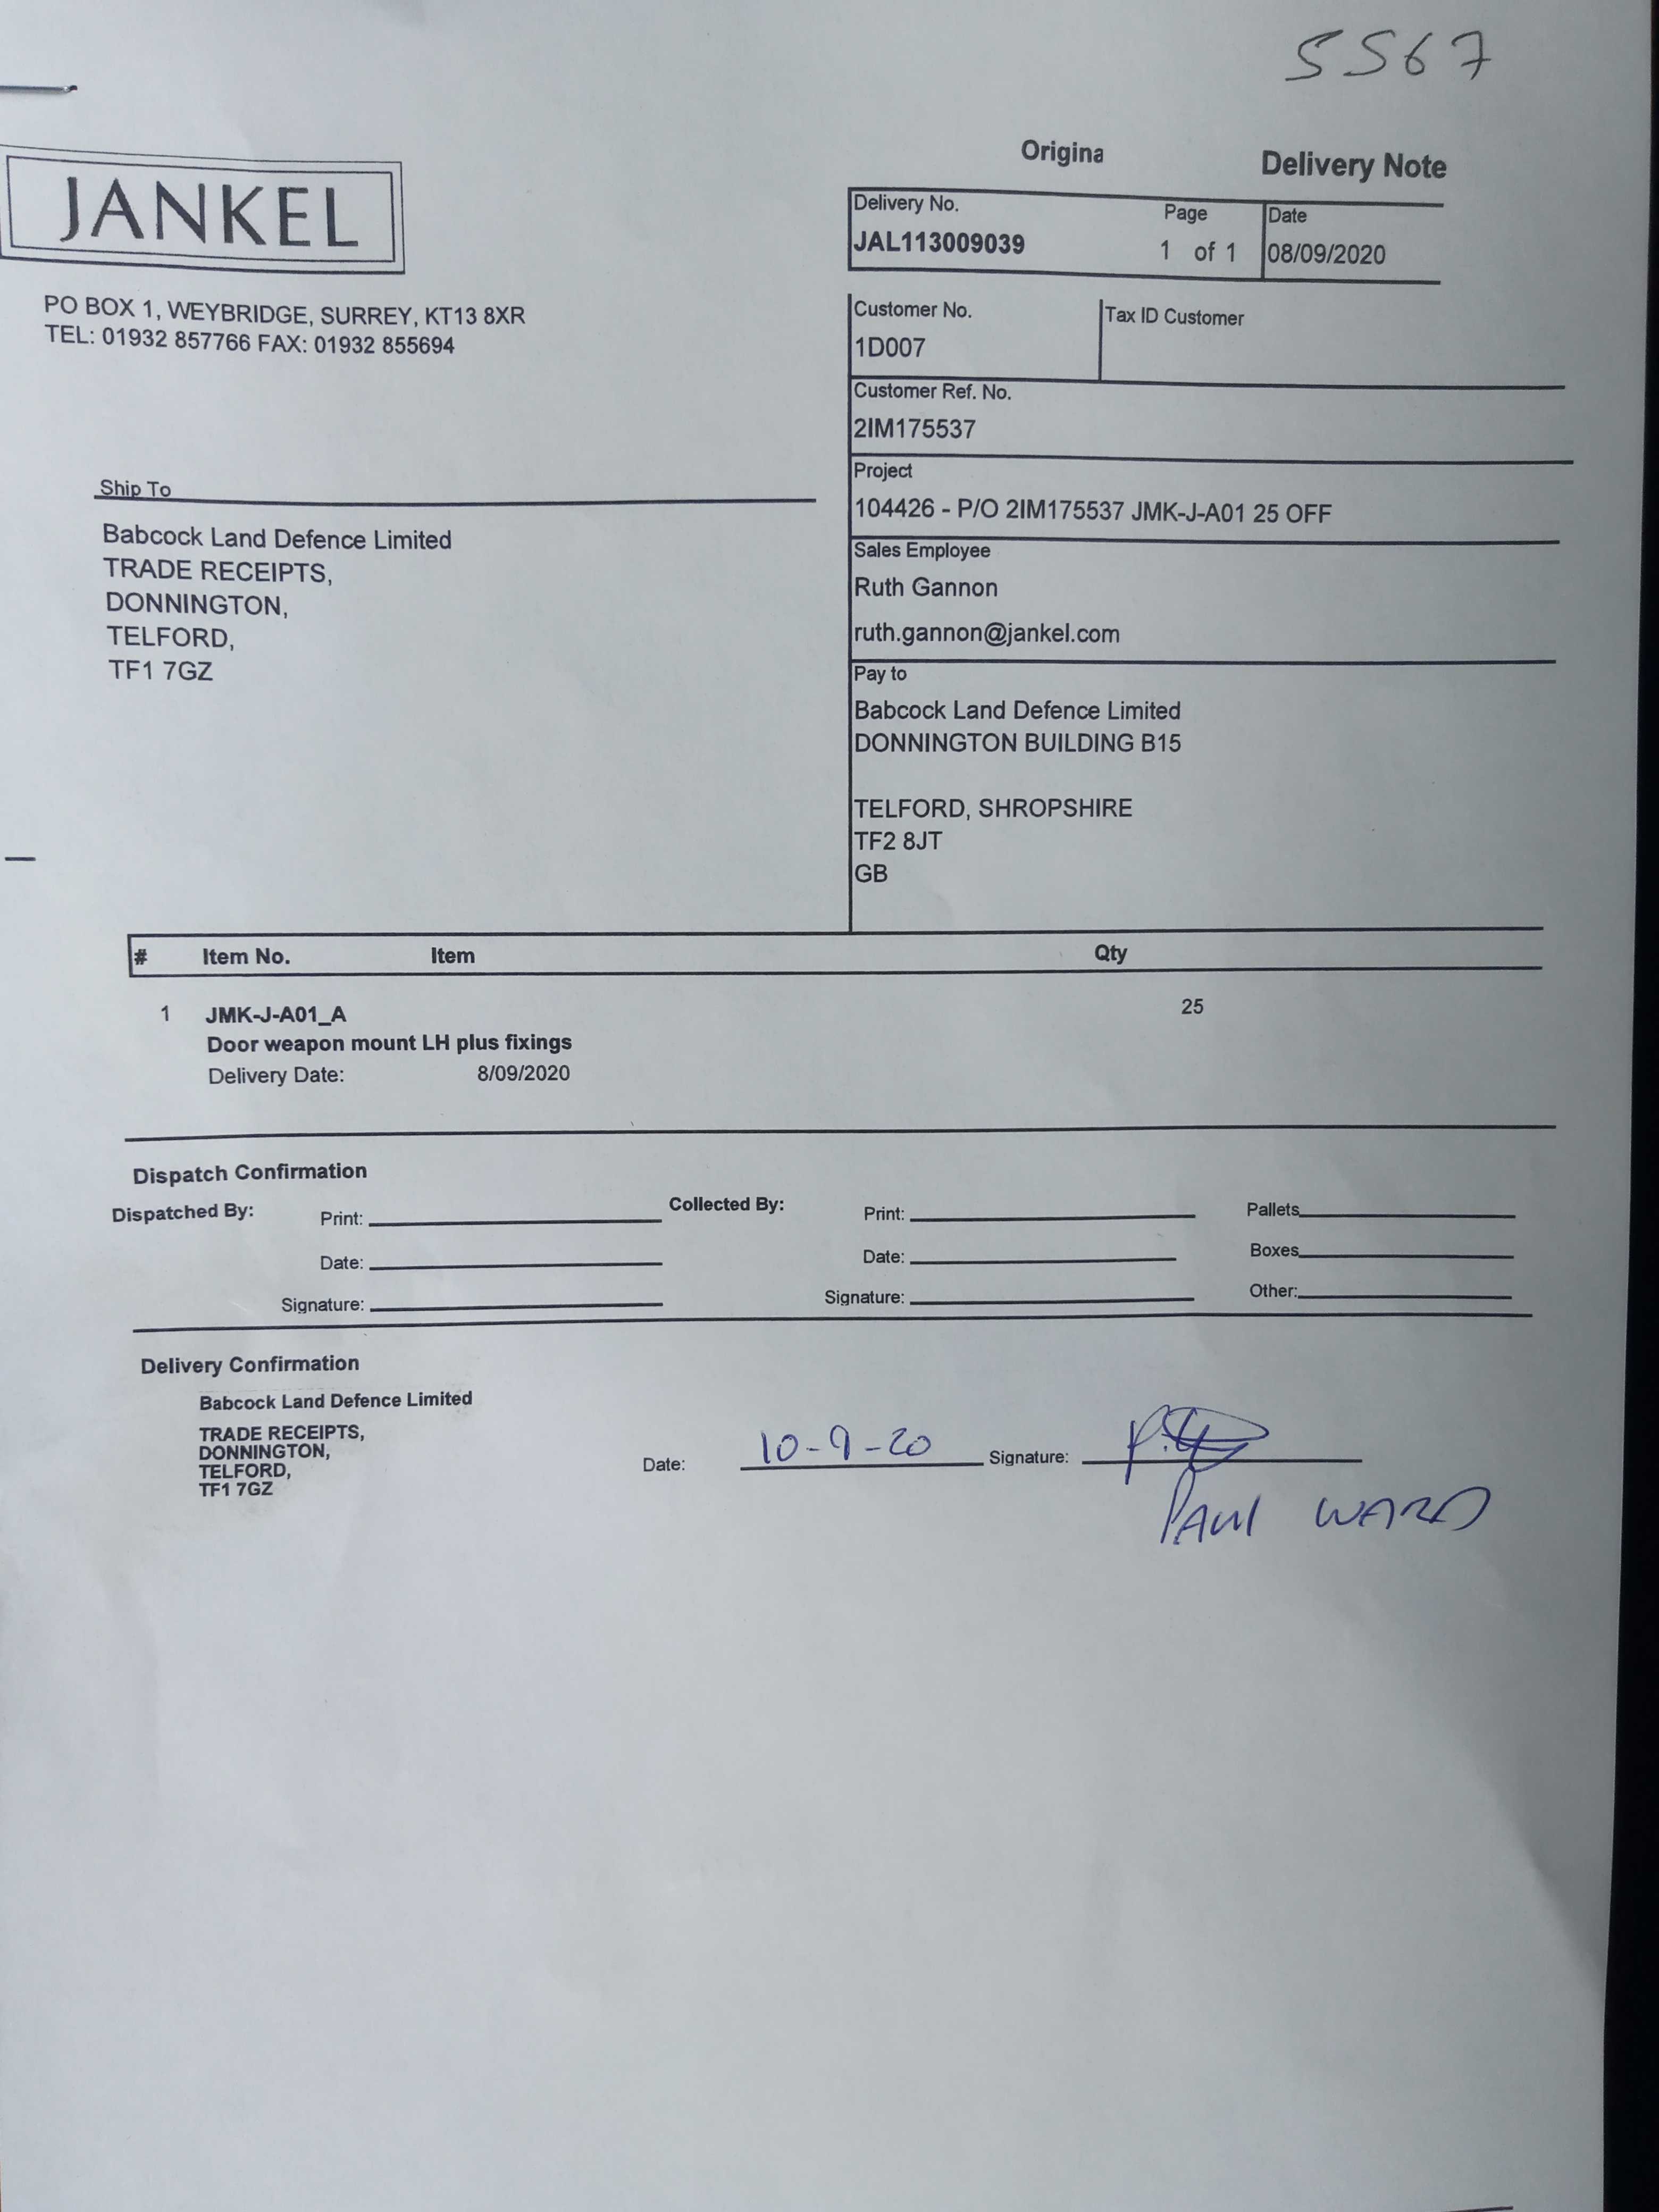 5567
Origina
Delivery Note
JANKEL
PO BOX 1, WEYBRIDGE, SURREY, KT13 8XR
TEL: 01932 857766 FAX: 01932 855694
Delivery No. Page Date
JAL113009039 1 of 1 08/09/2020
Customer No. Tax ID Customer
1D007
Customer Ref. No.
2IM175537
Project
104426 - P/O 2IM175537 JMK-J-A01 25 OFF
Sales Employee
Ruth Gannon
ruth.gannon@jankel.com
Ship To
Babcock Land Defence Limited
TRADE RECEIPTS,
DONNINGTON,
TELFORD,
TF1 7GZ
Pay to
Babcock Land Defence Limited
DONNINGTON BUILDING B15
TELFORD, SHROPSHIRE
TF2 8JT
GB
# Item No. Item Qty
1 JMK-J-A01_A 25
Door weapon mount LH plus fixings
Delivery Date: 8/09/2020
Dispatch Confirmation
Dispatched By: Print: Collected By: Print: Pallets
Date: Date: Boxes
Signature: Signature: Other:
Delivery Confirmation
Babcock Land Defence Limited
TRADE RECEIPTS,
DONNINGTON,
TELFORD,
TF1 7GZ
Date: 10-9-20 Signature:
PAUL WARD